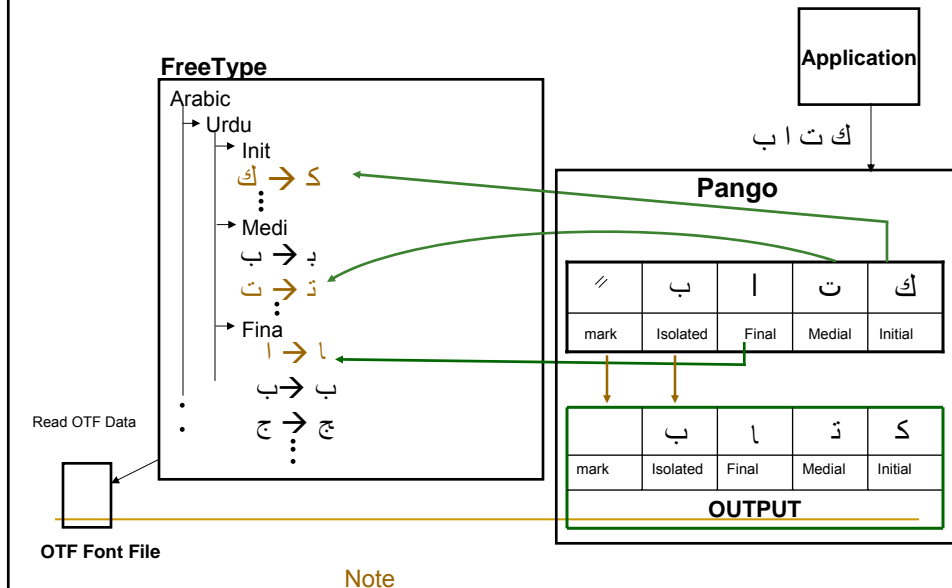 Application
FreeType
Arabic
Urdu
Init
ك → ﻛ
Medi
ب → ﺑ
ت → ﺗ
Fina
ا → ﺎ
ب → ب
ج → ﺞ
Read OTF Data
OTF Font File
ك ت ا ب
Pango
ب ا ت ك
mark Isolated Final Medial Initial
ب ﺎ ﺗ ﻛ
mark Isolated Final Medial Initial
OUTPUT
Note